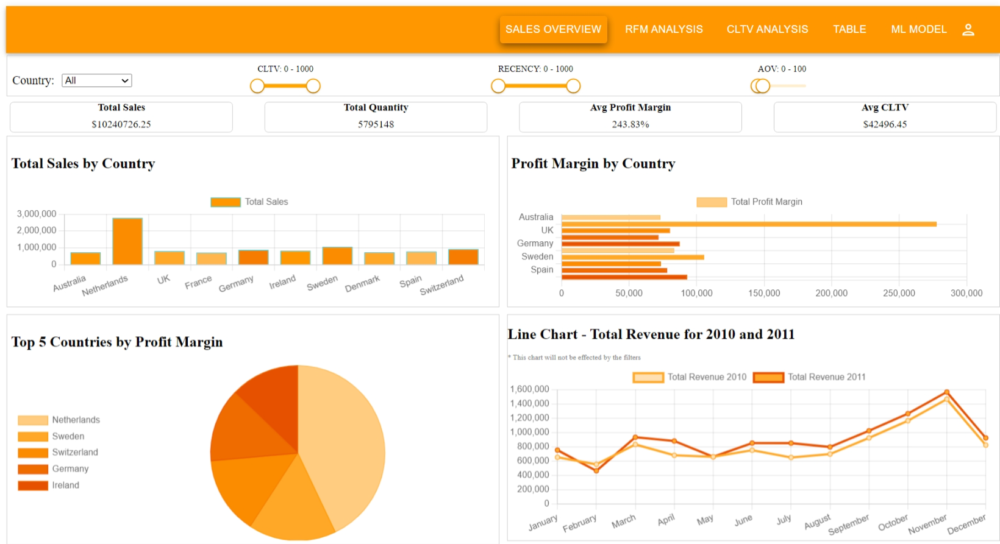 SALES OVERVIEW RFM ANALYSIS CLTV ANALYSIS TABLE ML MODEL
Country: All
CLTV: 0 - 1000
RECENCY: 0 - 1000
AOV: 0 - 100
Total Sales
$10240726.25
Total Quantity
5795148
Avg Profit Margin
243.83%
Avg CLTV
$42496.45
Total Sales by Country
Total Sales
3,000,000
2,000,000
1,000,000
0
Australia Netherlands UK France Germany Ireland Sweden Denmark Spain Switzerland
Profit Margin by Country
Total Profit Margin
Australia
UK
Germany
Sweden
Spain
0 50,000 100,000 150,000 200,000 250,000 300,000
Top 5 Countries by Profit Margin
Netherlands
Sweden
Switzerland
Germany
Ireland
Line Chart - Total Revenue for 2010 and 2011
* This chart will not be effected by the filters
Total Revenue 2010 Total Revenue 2011
1,600,000
1,400,000
1,200,000
1,000,000
800,000
600,000
400,000
200,000
0
January February March April May June July August September October November December